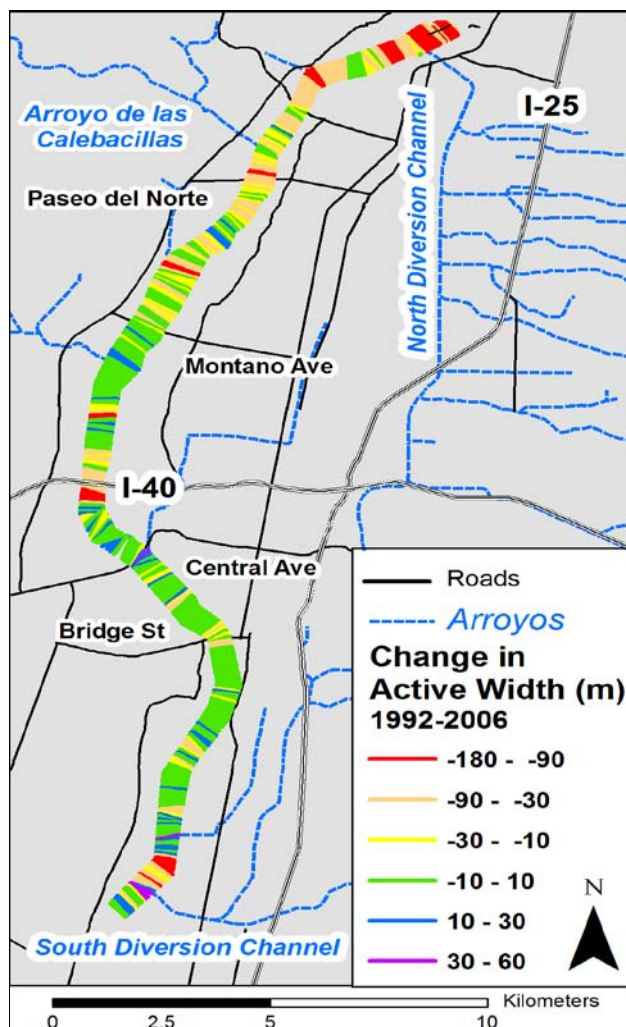 I-25
Arroyo de las
Calebacillas
Paseo del Norte
North Diversion Channel
Montano Ave
I-40
Central Ave
Bridge St
South Diversion Channel
Roads
Arroyos
Change in
Active Width (m)
1992-2006
-180 - -90
-90 - -30
-30 - -10
-10 - 10
10 - 30
30 - 60
N
Kilometers
0 2.5 5 10